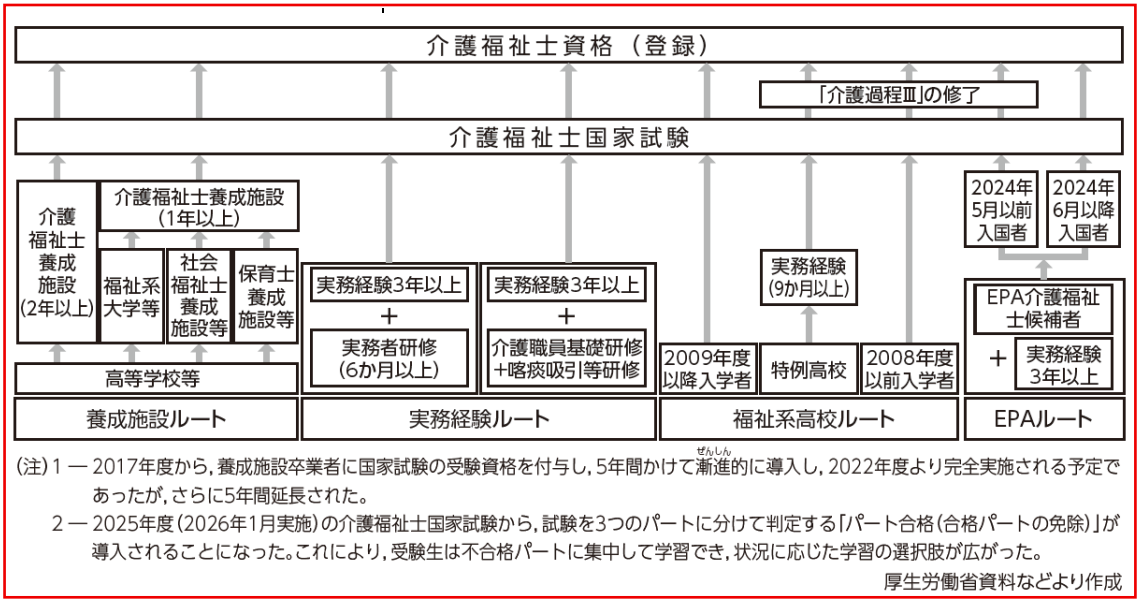 介護福祉士資格（登録）
「介護過程Ⅲ」の修了
介護福祉士国家試験
介護
福祉士
養成
施設
(2年以上)
介護福祉士養成施設
(1年以上)
福祉系
大学等
社会
福祉士
養成
施設等
保育士
養成
施設等
高等学校等
養成施設ルート
実務経験3年以上
＋
実務者研修
(6か月以上)
実務経験3年以上
＋
介護職員基礎研修
＋喀痰吸引等研修
実務経験ルート
2009年度
以降入学者
実務経験
(9か月以上)
特例高校
2008年度
以前入学者
福祉系高校ルート
2024年
5月以前
入国者
2024年
6月以降
入国者
EPA介護福祉
士候補者
＋
実務経験
3年以上
EPAルート
(注) 1 ― 2017年度から，養成施設卒業者に国家試験の受験資格を付与し，5年間かけて漸進的に導入し，2022年度より完全実施される予定で
ぜんしん
あったが，さらに5年間延長された。
2 ― 2025年度(2026年1月実施)の介護福祉士国家試験から，試験を3つのパートに分けて判定する「パート合格(合格パートの免除)」が
導入されることになった。これにより，受験生は不合格パートに集中して学習でき，状況に応じた学習の選択肢が広がった。
厚生労働省資料などより作成